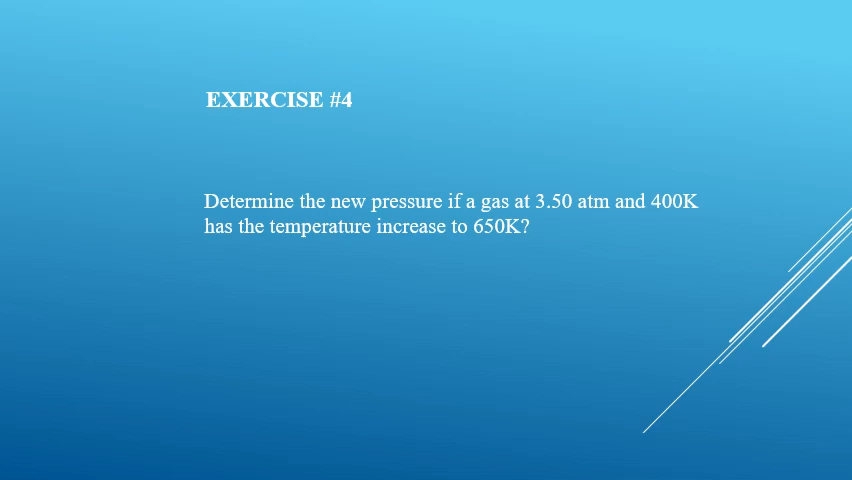 EXERCISE #4
Determine the new pressure if a gas at 3.50 atm and 400K
has the temperature increase to 650K?